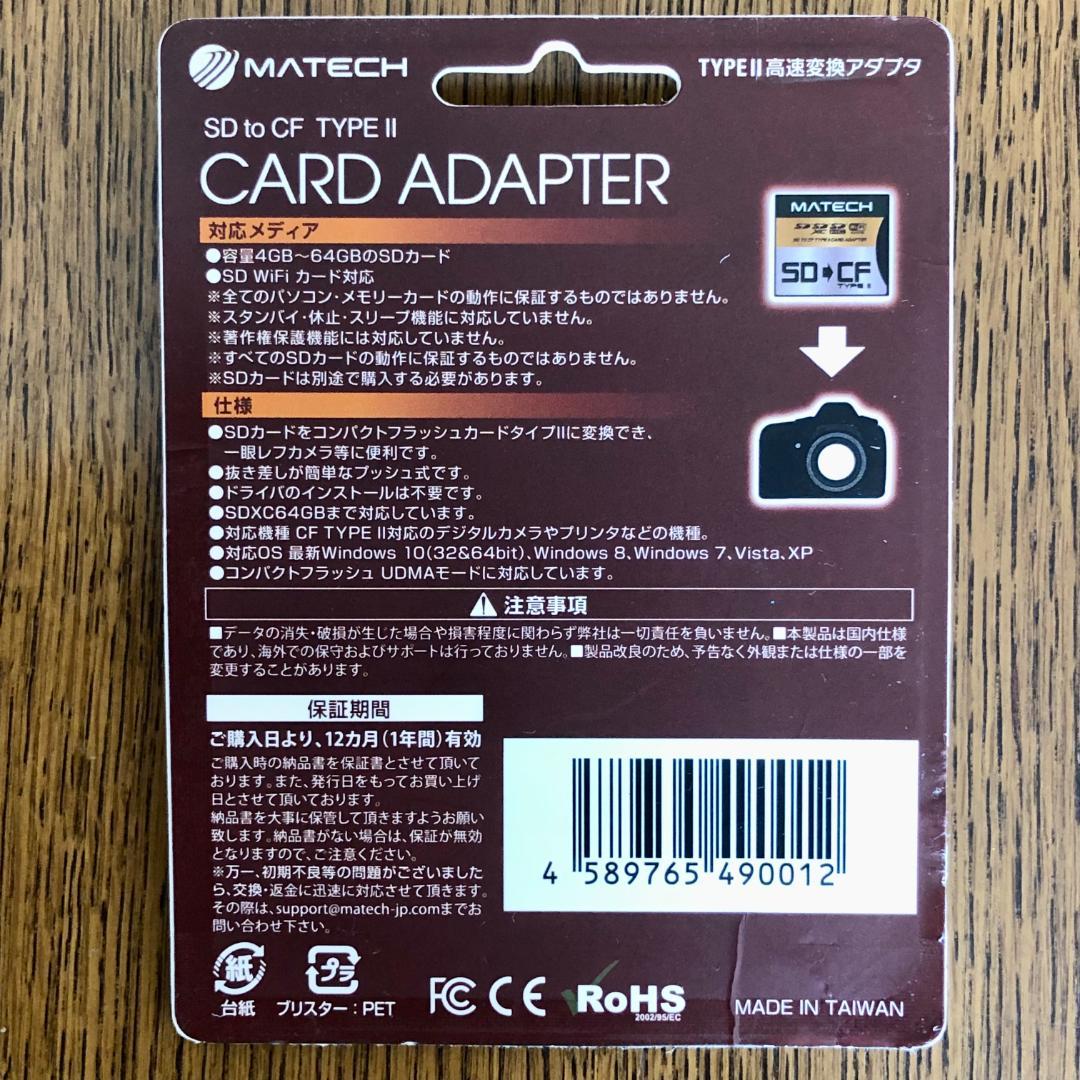 MATECH
TYPEII高速変換アダプタ
SD to CF TYPE II
CARD ADAPTER
対応メディア
●容量4GB～64GBのSDカード
●SD WiFi カード対応
※全てのパソコン・メモリーカードの動作に保証するものではありません。
※スタンバイ・休止・スリープ機能に対応していません。
※著作権保護機能には対応していません。
※すべてのSDカードの動作に保証するものではありません。
※SDカードは別途で購入する必要があります。
MATECH
SD TO CF TYPE II CARD ADAPTER
SD➡CF
TYPE II
仕様
●SDカードをコンパクトフラッシュカードタイプIIに変換でき、
一眼レフカメラ等に便利です。
●抜き差しが簡単なプッシュ式です。
●ドライバのインストールは不要です。
●SDXC64GBまで対応しています。
●対応機種 CF TYPE II対応のデジタルカメラやプリンタなどの機種。
●対応OS 最新Windows 10(32&64bit)、Windows 8、Windows 7、Vista、XP
●コンパクトフラッシュ UDMAモードに対応しています。
注意事項
■データの消失・破損が生じた場合や損害程度に関わらず弊社は一切責任を負いません。■本製品は国内仕様
であり、海外での保守およびサポートは行っておりません。■製品改良のため、予告なく外観または仕様の一部を
変更することがあります。
保証期間
ご購入日より、12カ月(1年間)有効
ご購入時の納品書を保証書とさせて頂いて
おります。また、発行日をもってお買い上げ
日とさせて頂いております。
納品書を大事に保管して頂きますようお願い
致します。納品書がない場合は、保証が無効
となりますので、ご注意ください。
※万一、初期不良等の問題がございました
ら、交換・返金に迅速に対応させて頂きます。
その際は、support@matech-jp.comまでお
問い合わせ下さい。
4 589765 490012
紙
台紙
プラ
ブリスター：PET
FC CE RoHS
2002/95/EC
MADE IN TAIWAN